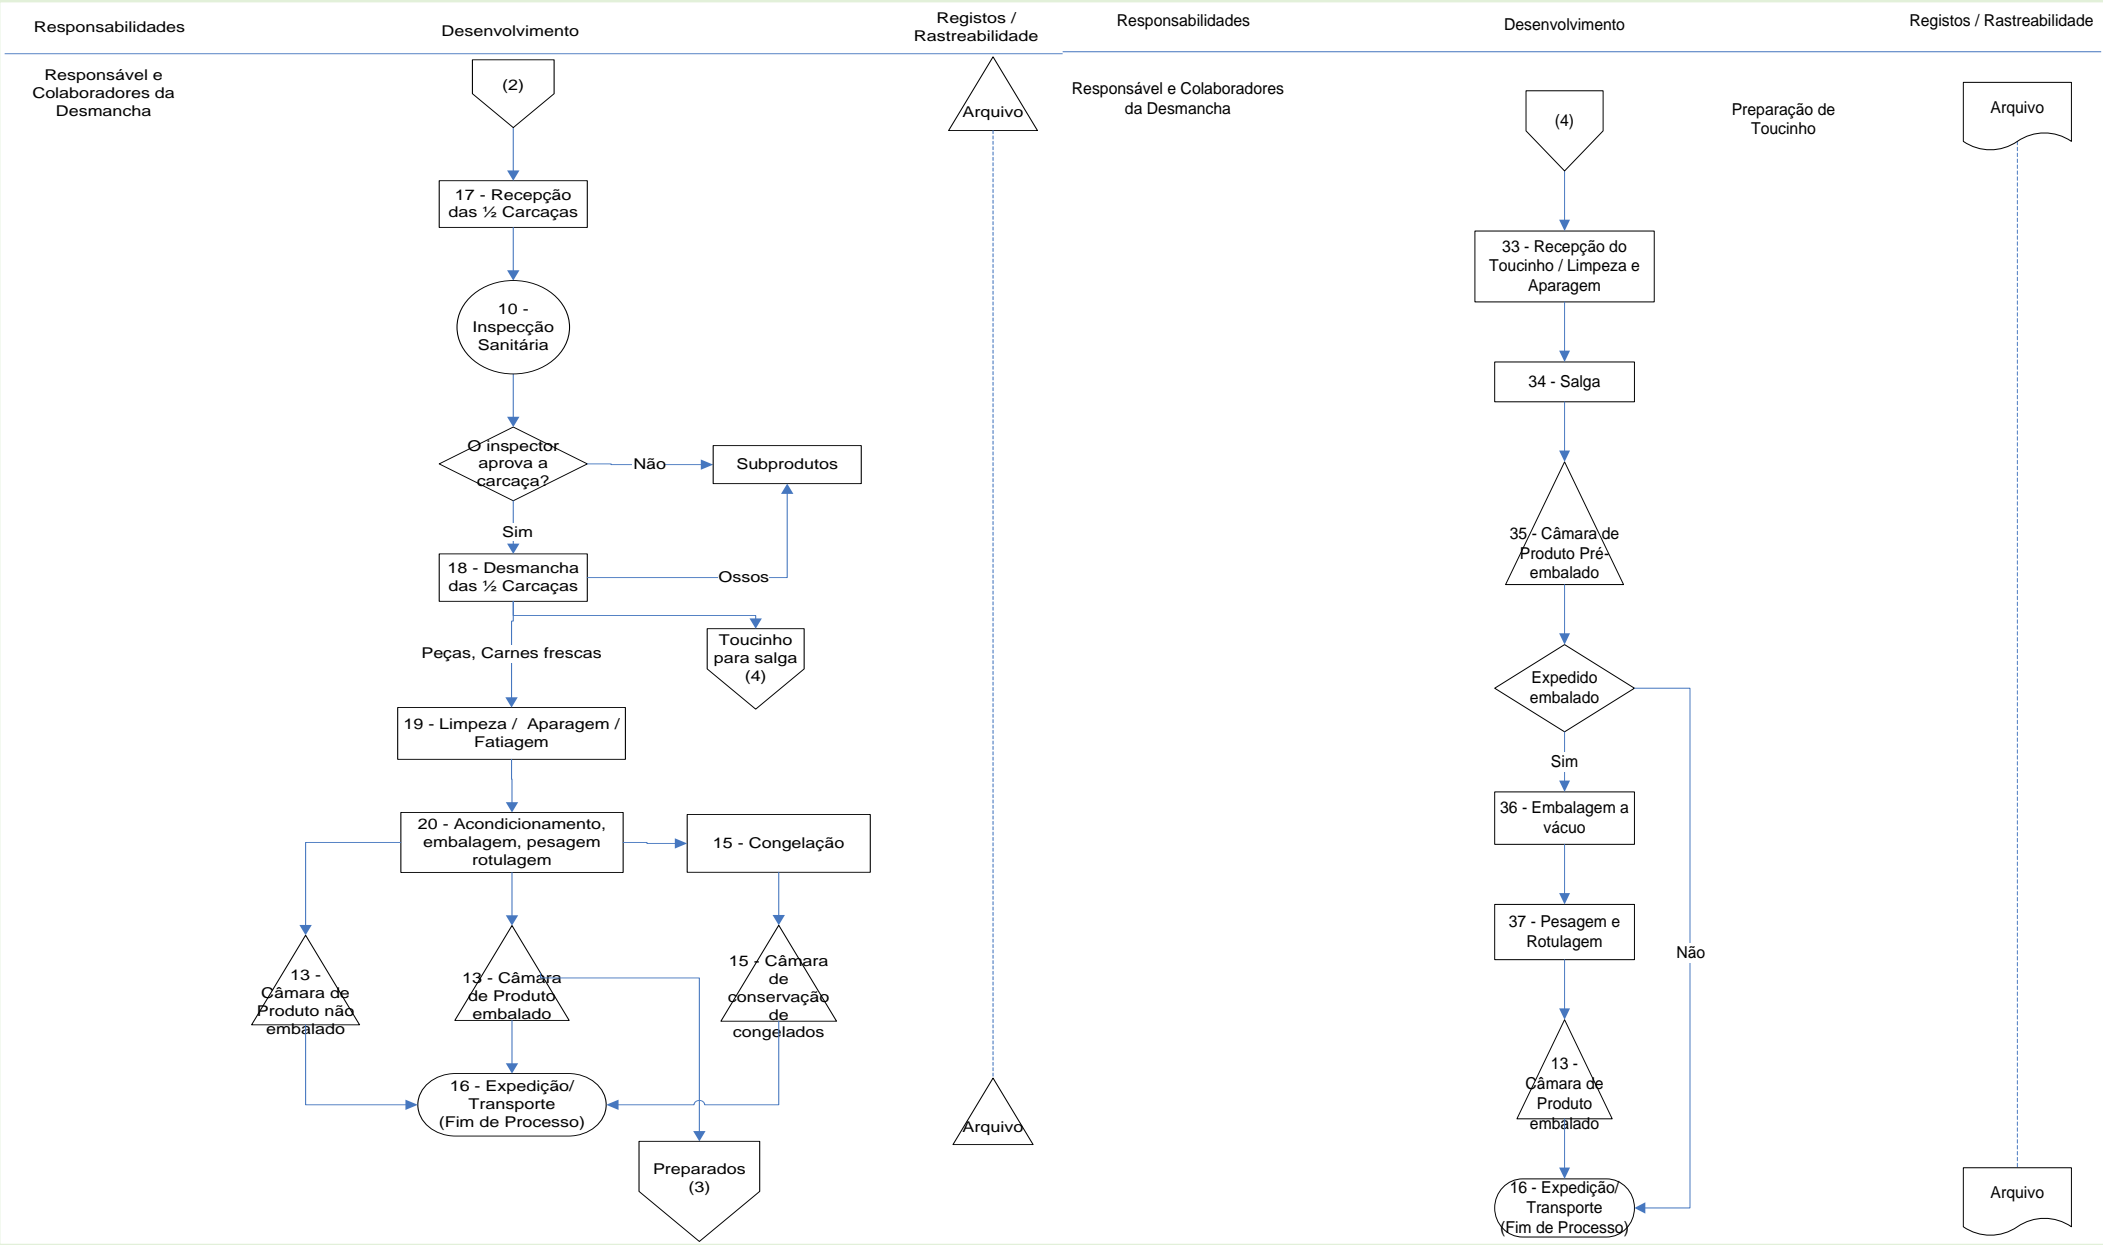 Responsabilidades
Desenvolvimento
Registos /
Rastreabilidade
Responsável e
Colaboradores da
Desmancha
(2)
Arquivo
17 - Recepção
das ½ Carcaças
10 -
Inspecção
Sanitária
O inspector
aprova a
carcaça?
Não
Subprodutos
Sim
18 - Desmancha
das ½ Carcaças
Ossos
Toucinho
para salga
(4)
Peças, Carnes frescas
19 - Limpeza / Aparagem /
Fatiagem
20 - Acondicionamento,
embalagem, pesagem
rotulagem
15 - Congelação
13 -
Câmara de
Produto não
embalado
13 - Câmara
de Produto
embalado
15 - Câmara
de
conservação
de
congelados
16 - Expedição/
Transporte
(Fim de Processo)
Preparados
(3)
Arquivo
Responsabilidades
Desenvolvimento
Registos / Rastreabilidade
Responsável e Colaboradores
da Desmancha
(4)
Preparação de
Toucinho
Arquivo
33 - Recepção do
Toucinho / Limpeza e
Aparagem
34 - Salga
35 - Câmara de
Produto Pré-
embalado
Expedido
embalado
Sim
36 - Embalagem a
vácuo
37 - Pesagem e
Rotulagem
Não
13 -
Câmara de
Produto
embalado
16 - Expedição/
Transporte
(Fim de Processo)
Arquivo